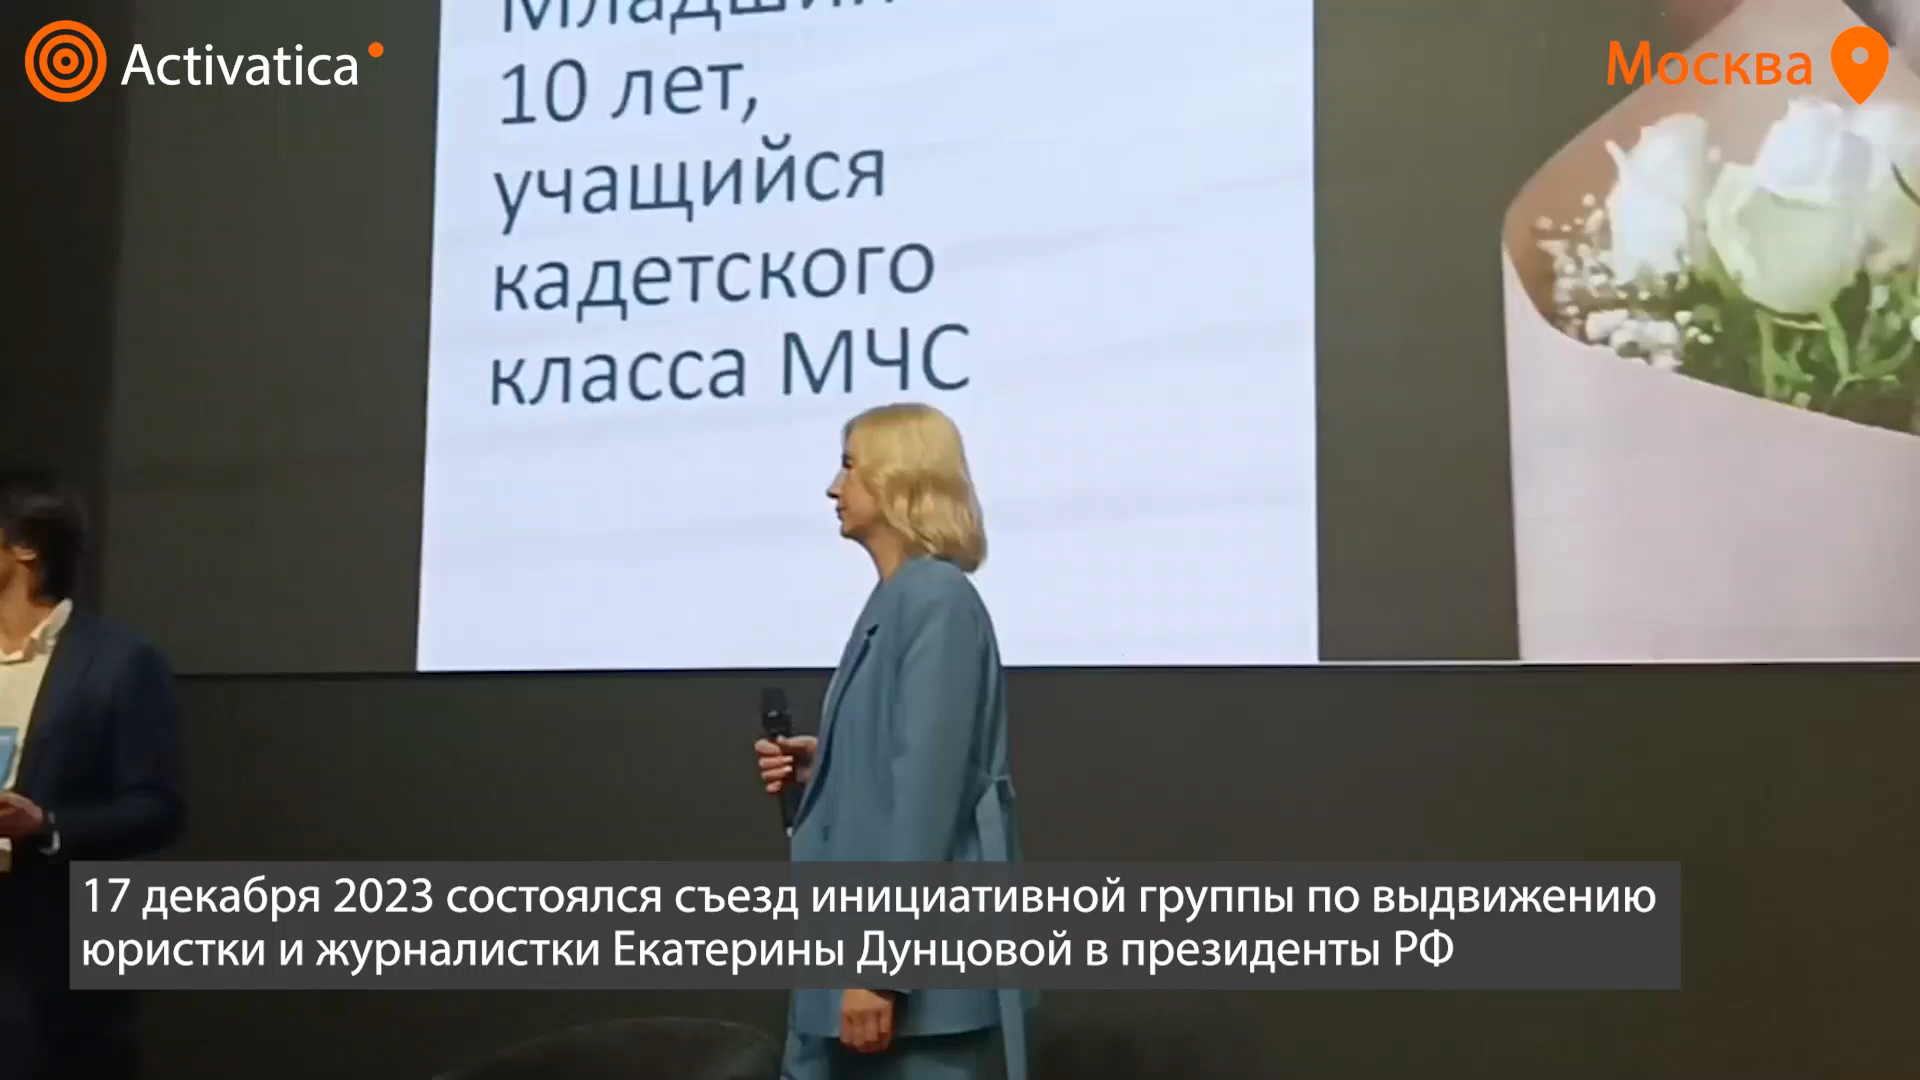 Activatica
Москва
Младший
10 лет,
учащийся
кадетского
класса МЧС
17 декабря 2023 состоялся съезд инициативной группы по выдвижению
юристки и журналистки Екатерины Дунцовой в президенты РФ